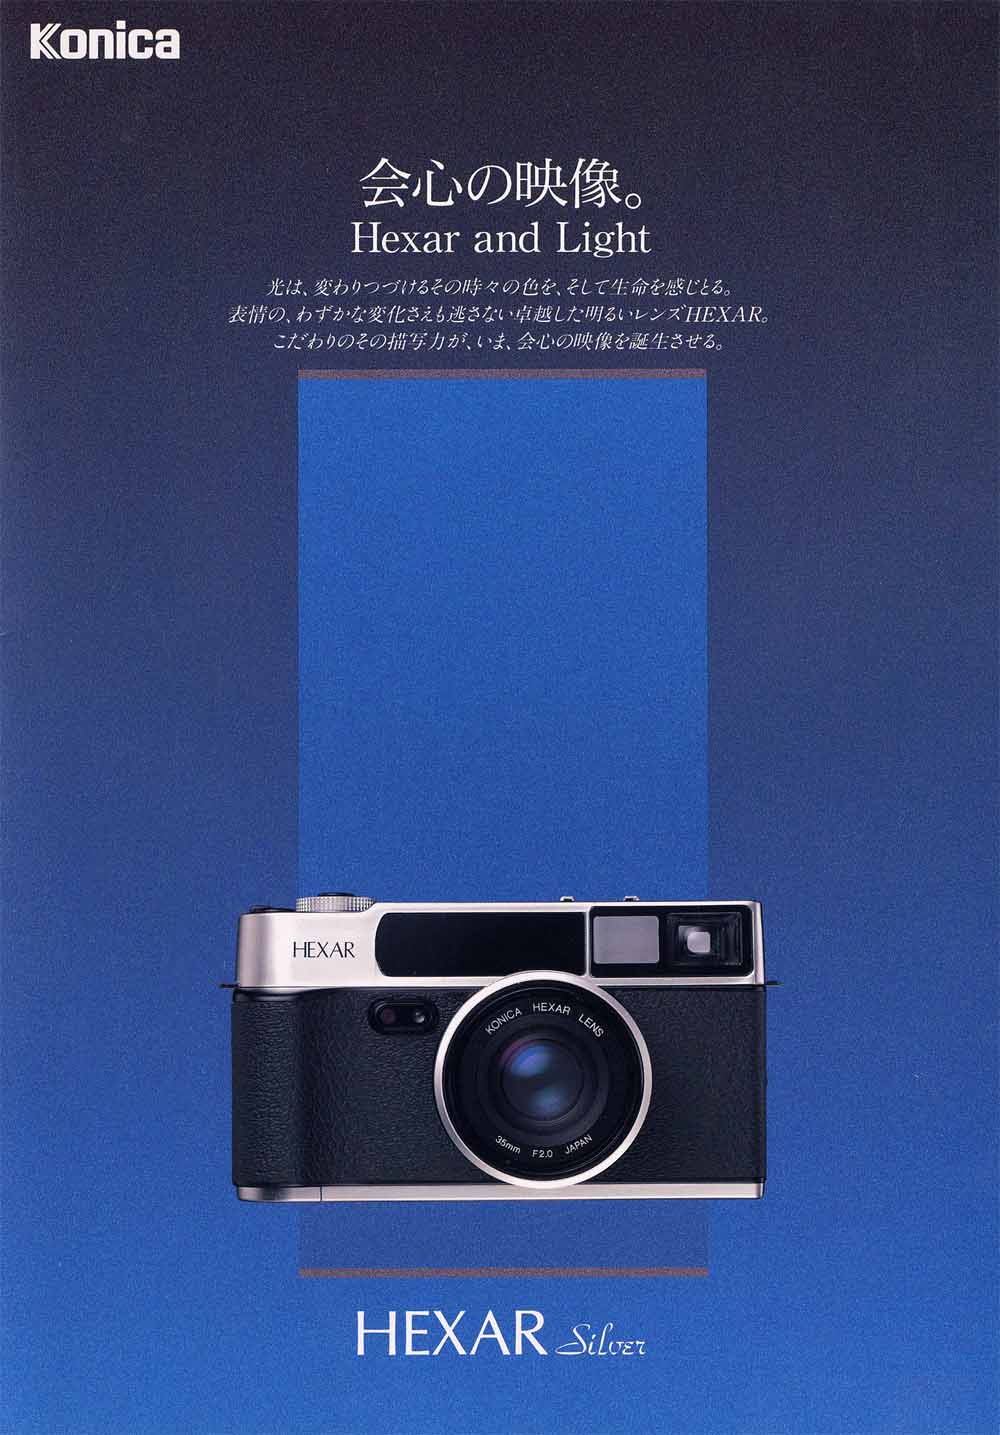 Konica
会心の映像。
Hexar and Light
光は、変わりつづけるその時々の色を、そして生命を感じとる。
表情の、わずかな変化さえも逃さない卓越した明るいレンズHEXAR。
こだわりのその描写力が、いま、会心の映像を誕生させる。
HEXAR
KONICA HEXAR LENS
35mm F2.0 JAPAN
HEXAR Silver